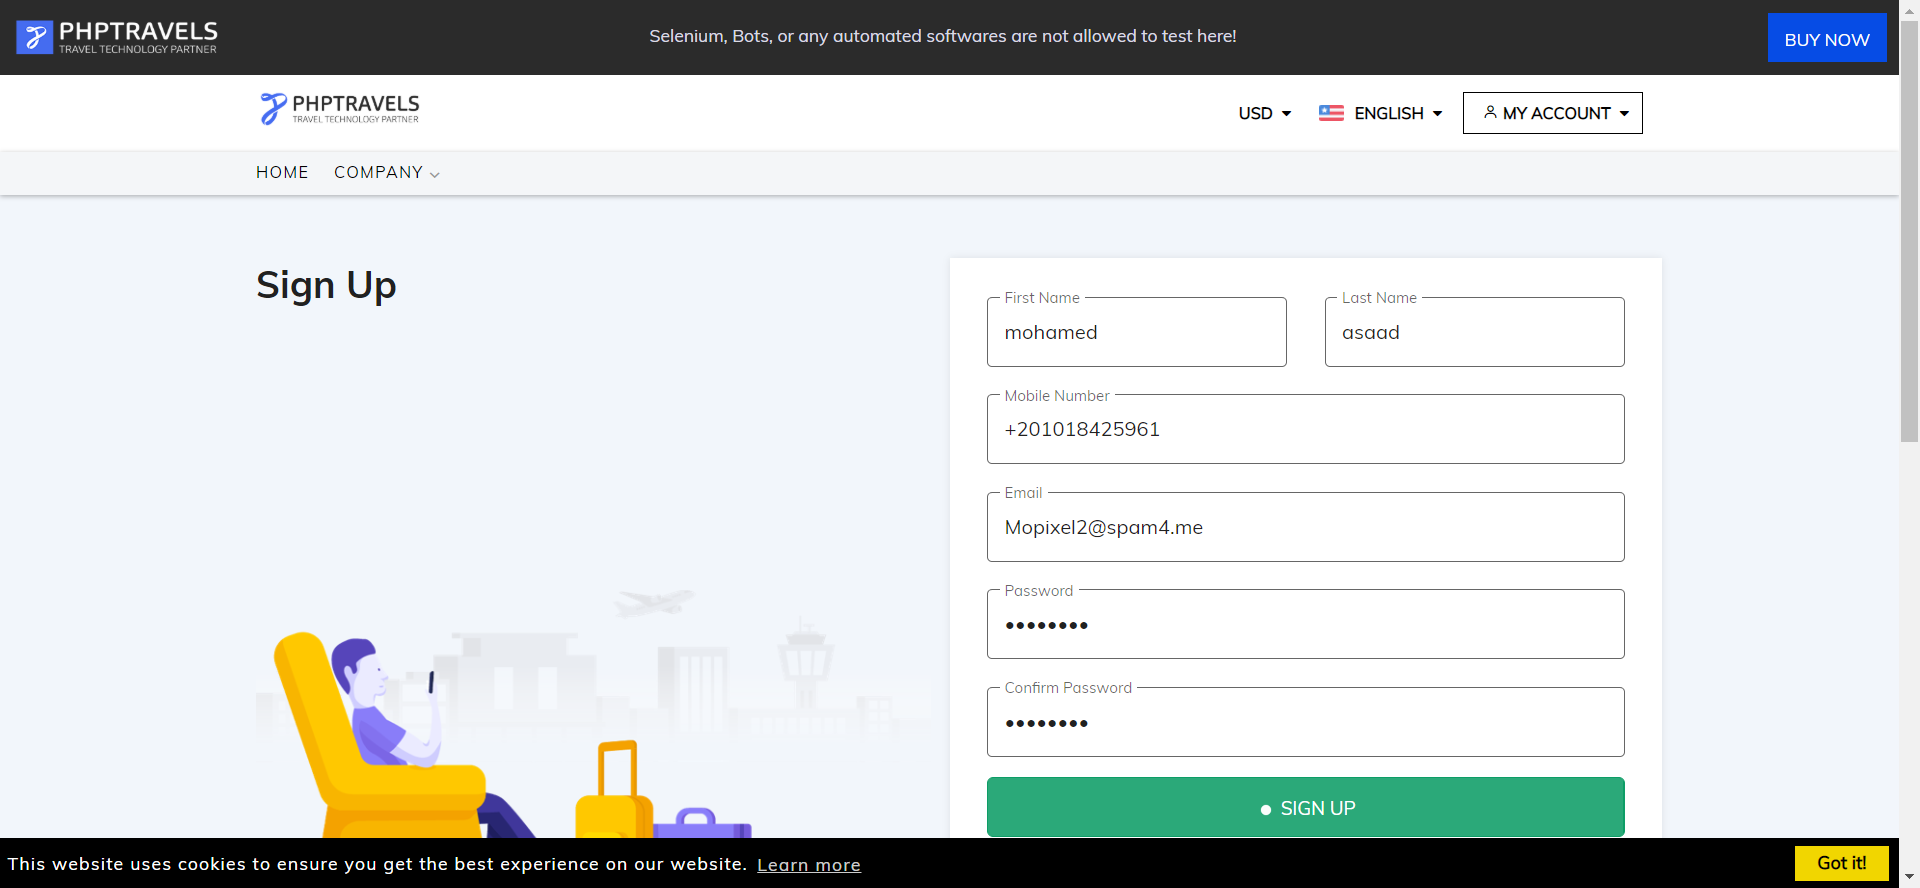 PHPTRAVELS
TRAVEL TECHNOLOGY PARTNER
Selenium, Bots, or any automated softwares are not allowed to test here!
BUY NOW
PHPTRAVELS
TRAVEL TECHNOLOGY PARTNER
USD
ENGLISH
MY ACCOUNT
HOME
COMPANY
Sign Up
First Name
mohamed
Last Name
asaad
Mobile Number
+201018425961
Email
Mopixel2@spam4.me
Password
••••••••
Confirm Password
••••••••
SIGN UP
This website uses cookies to ensure you get the best experience on our website. Learn more
Got it!